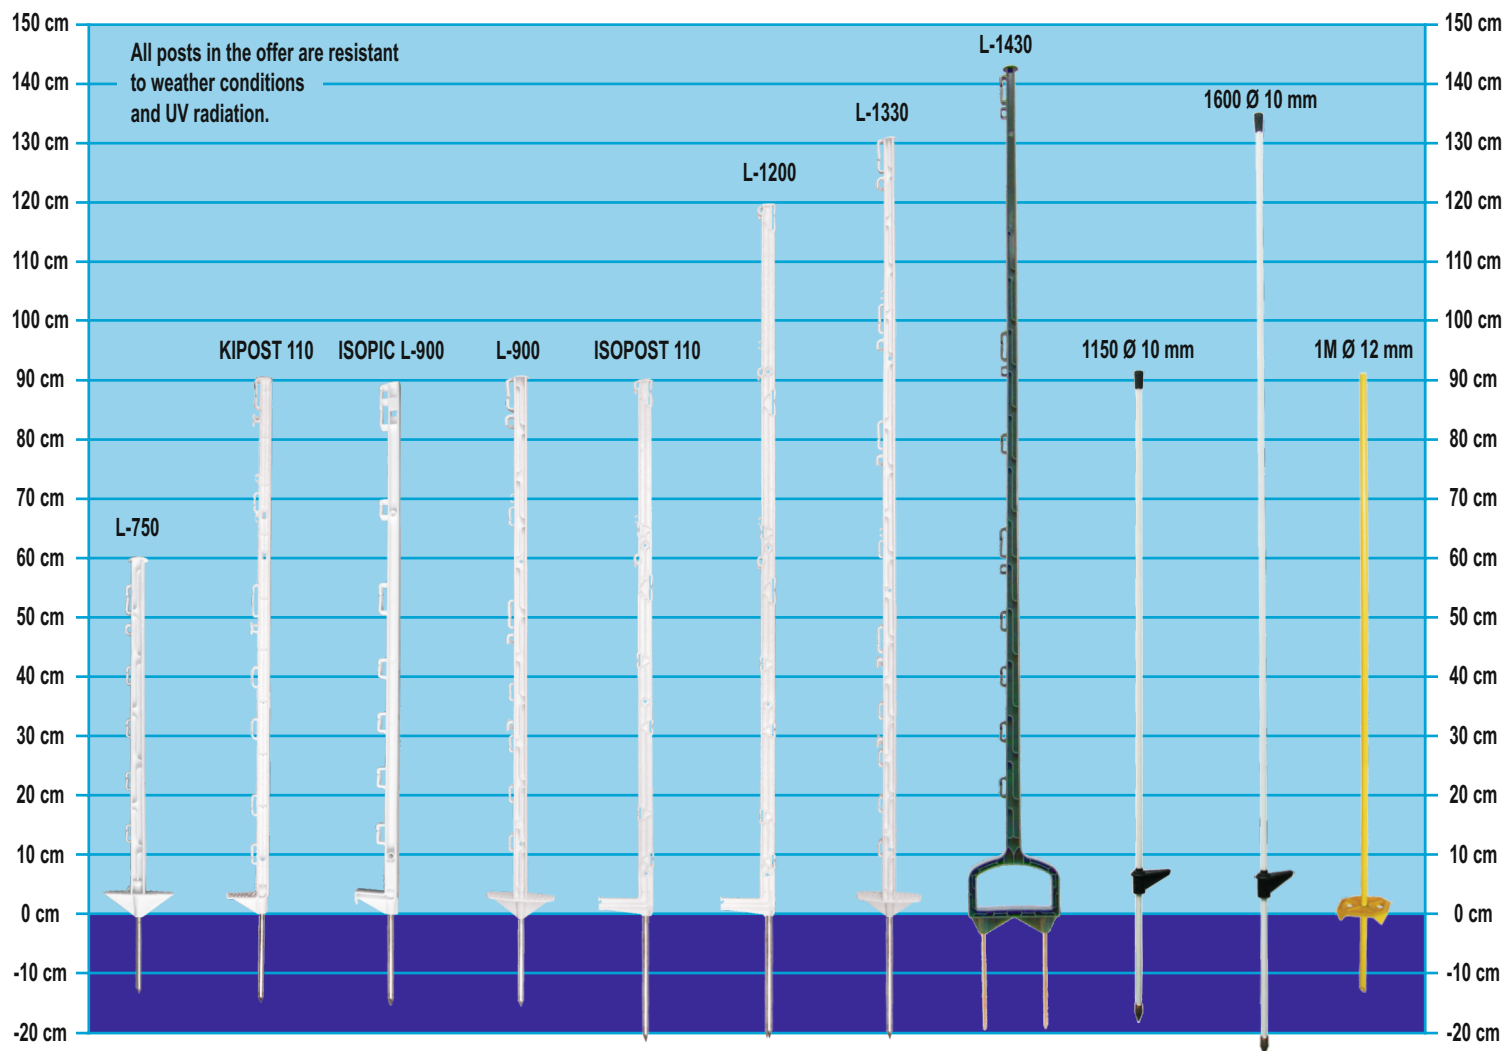 150 cm
140 cm
130 cm
120 cm
110 cm
100 cm
90 cm
80 cm
70 cm
60 cm
50 cm
40 cm
30 cm
20 cm
10 cm
0 cm
-10 cm
-20 cm
All posts in the offer are resistant
to weather conditions
and UV radiation.
L-750
KIPOST 110
ISOPIC L-900
L-900
ISOPOST 110
L-1200
L-1330
L-1430
1150 Ø 10 mm
1600 Ø 10 mm
1M Ø 12 mm
150 cm
140 cm
130 cm
120 cm
110 cm
100 cm
90 cm
80 cm
70 cm
60 cm
50 cm
40 cm
30 cm
20 cm
10 cm
0 cm
-10 cm
-20 cm